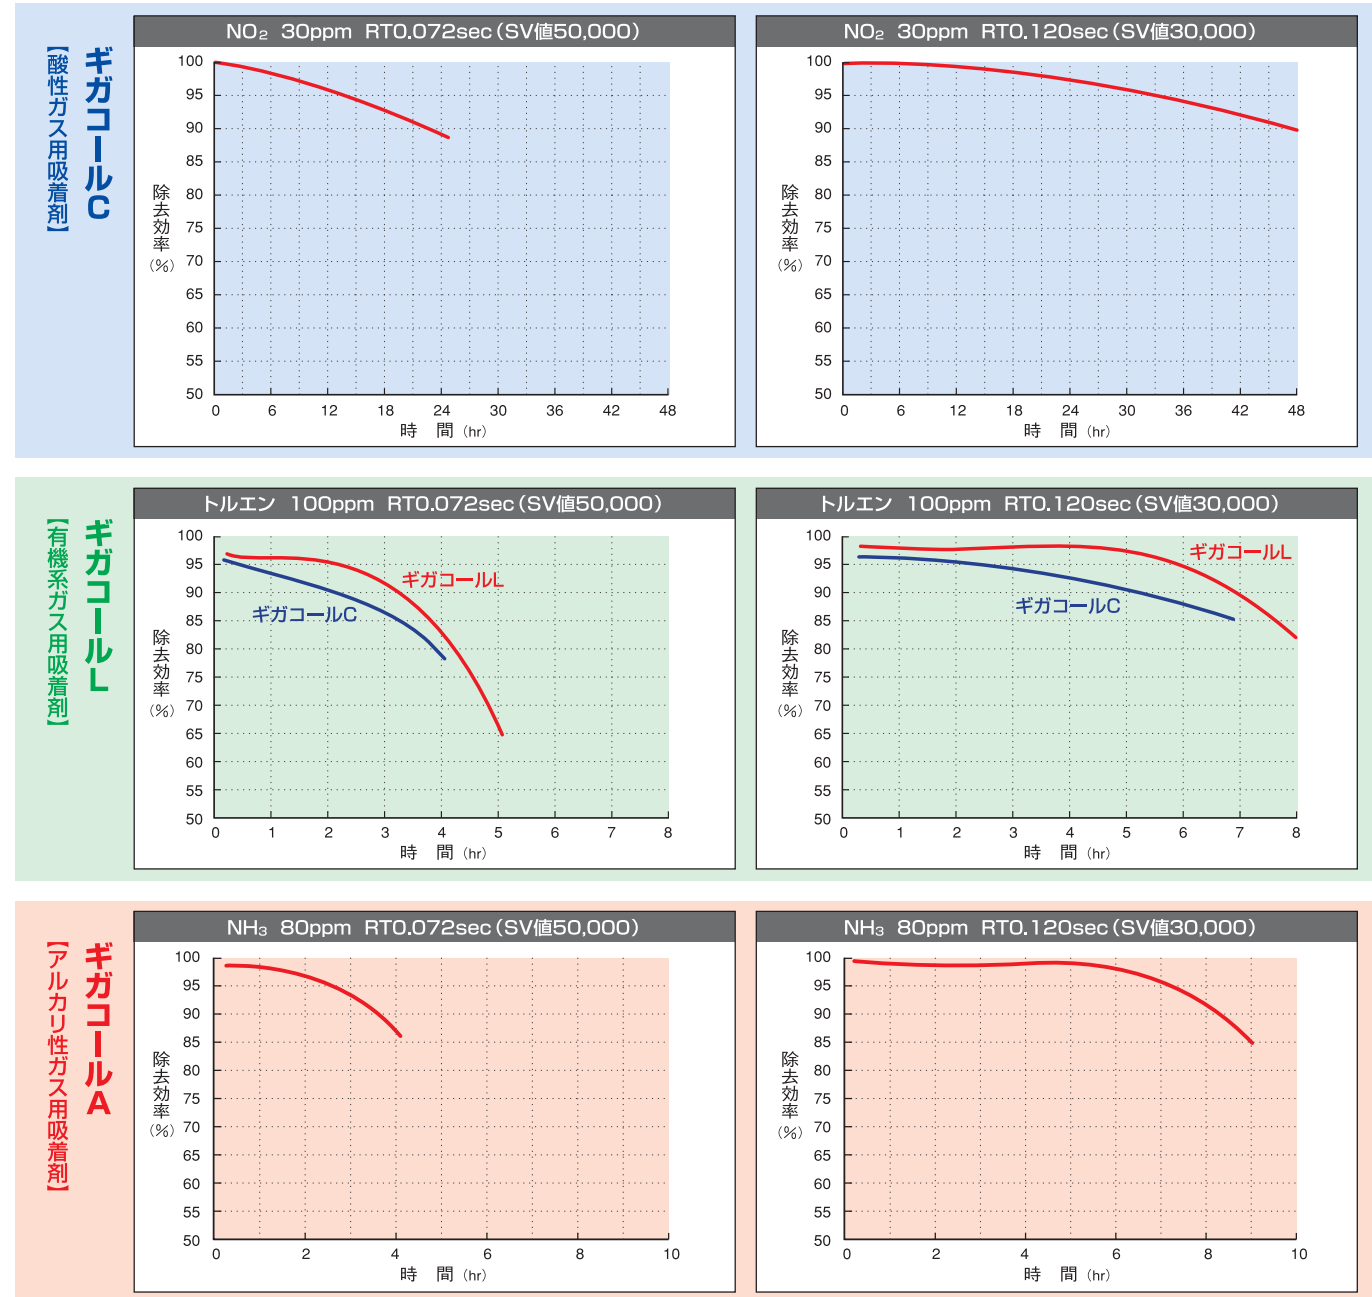 ギガコールC
【酸性ガス用吸着剤】
NO₂ 30ppm RT0.072sec（SV値50,000）
100
95
90
85
80
75
70
65
60
55
50
除去効率
（%）
0 6 12 18 24 30 36 42 48
時 間（hr）
NO₂ 30ppm RT0.120sec（SV値30,000）
100
95
90
85
80
75
70
65
60
55
50
除去効率
（%）
0 6 12 18 24 30 36 42 48
時 間（hr）
ギガコールL
【有機系ガス用吸着剤】
トルエン 100ppm RT0.072sec（SV値50,000）
100
95
90
85
80
75
70
65
60
55
50
除去効率
（%）
ギガコールL
ギガコールC
0 1 2 3 4 5 6 7 8
時 間（hr）
トルエン 100ppm RT0.120sec（SV値30,000）
100
95
90
85
80
75
70
65
60
55
50
除去効率
（%）
ギガコールL
ギガコールC
0 1 2 3 4 5 6 7 8
時 間（hr）
ギガコールA
【アルカリ性ガス用吸着剤】
NH₃ 80ppm RT0.072sec（SV値50,000）
100
95
90
85
80
75
70
65
60
55
50
除去効率
（%）
0 2 4 6 8 10
時 間（hr）
NH₃ 80ppm RT0.120sec（SV値30,000）
100
95
90
85
80
75
70
65
60
55
50
除去効率
（%）
0 2 4 6 8 10
時 間（hr）